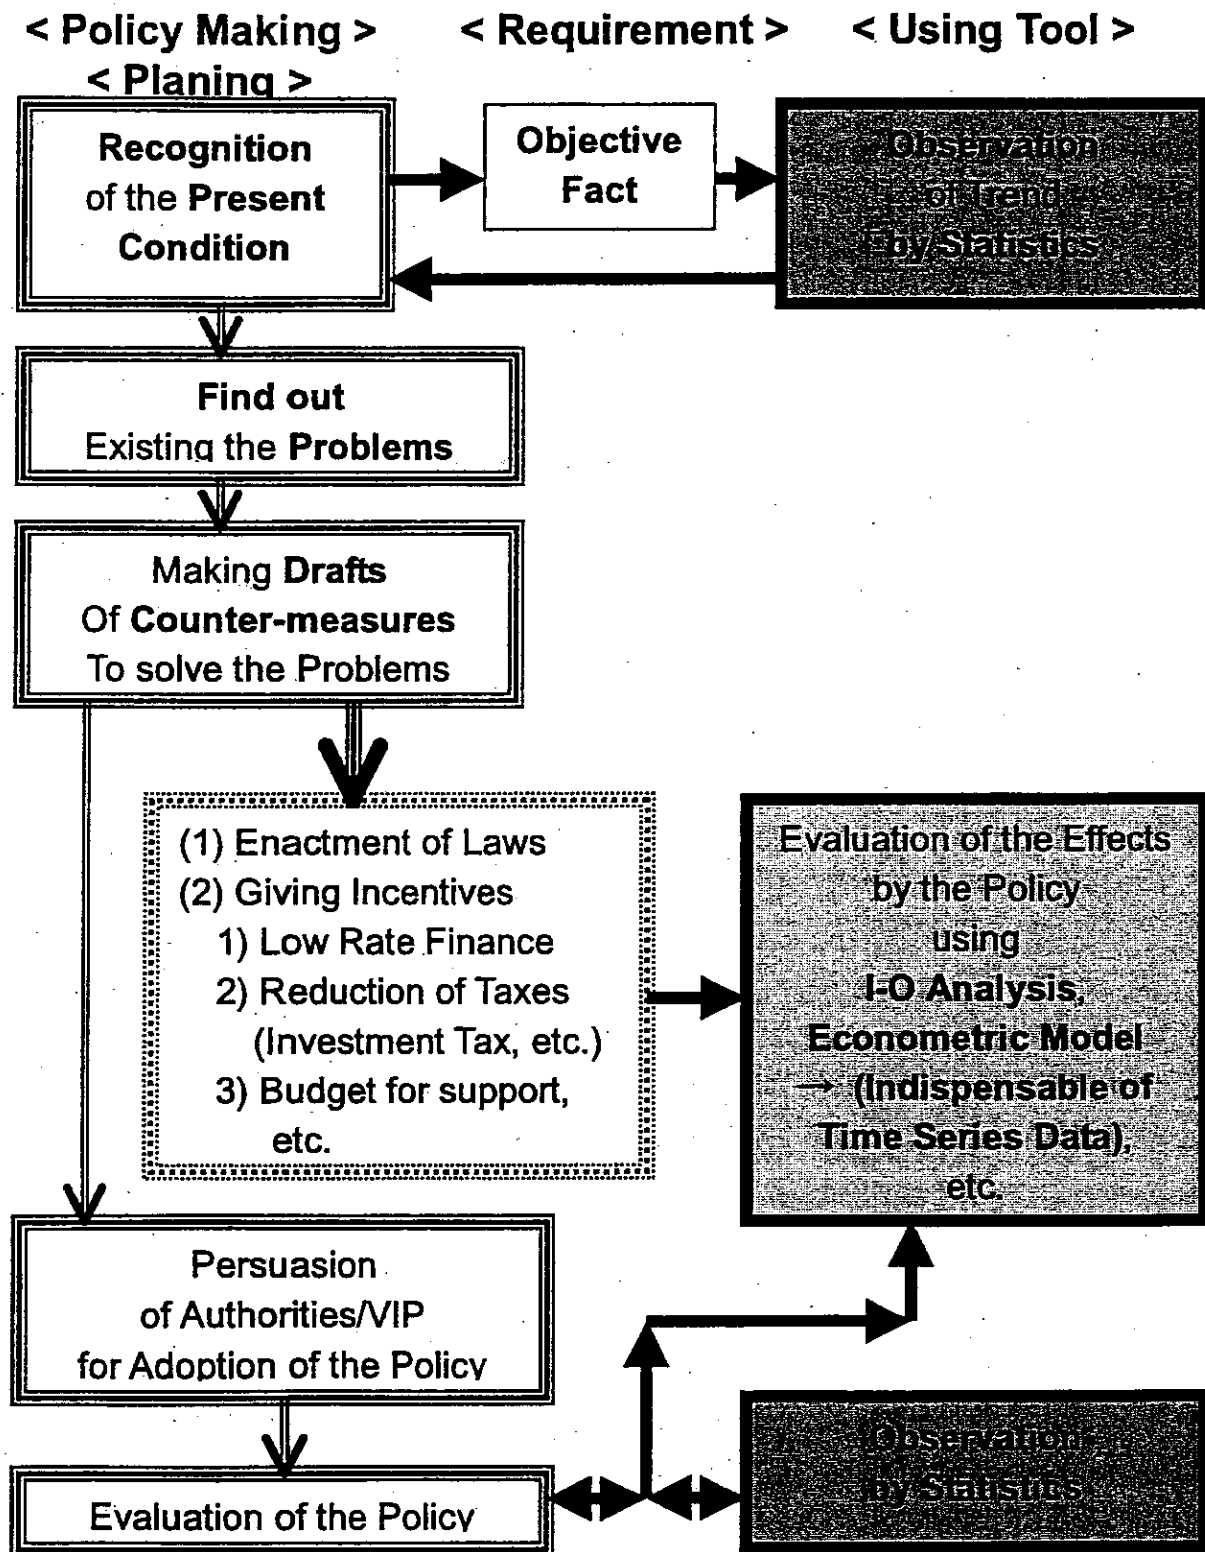 < Policy Making >
< Planing >
< Requirement >
< Using Tool >
Recognition
of the Present
Condition
Objective
Fact
Observation
of Trend
by Statistics
Find out
Existing the Problems
Making Drafts
Of Counter-measures
To solve the Problems
(1) Enactment of Laws
(2) Giving Incentives
1) Low Rate Finance
2) Reduction of Taxes
(Investment Tax, etc.)
3) Budget for support,
etc.
Evaluation of the Effects
by the Policy
using
I-O Analysis,
Econometric Model
→ (Indispensable of
Time Series Data),
etc.
Persuasion
of Authorities/VIP
for Adoption of the Policy
Evaluation of the Policy
Observation
by Statistics